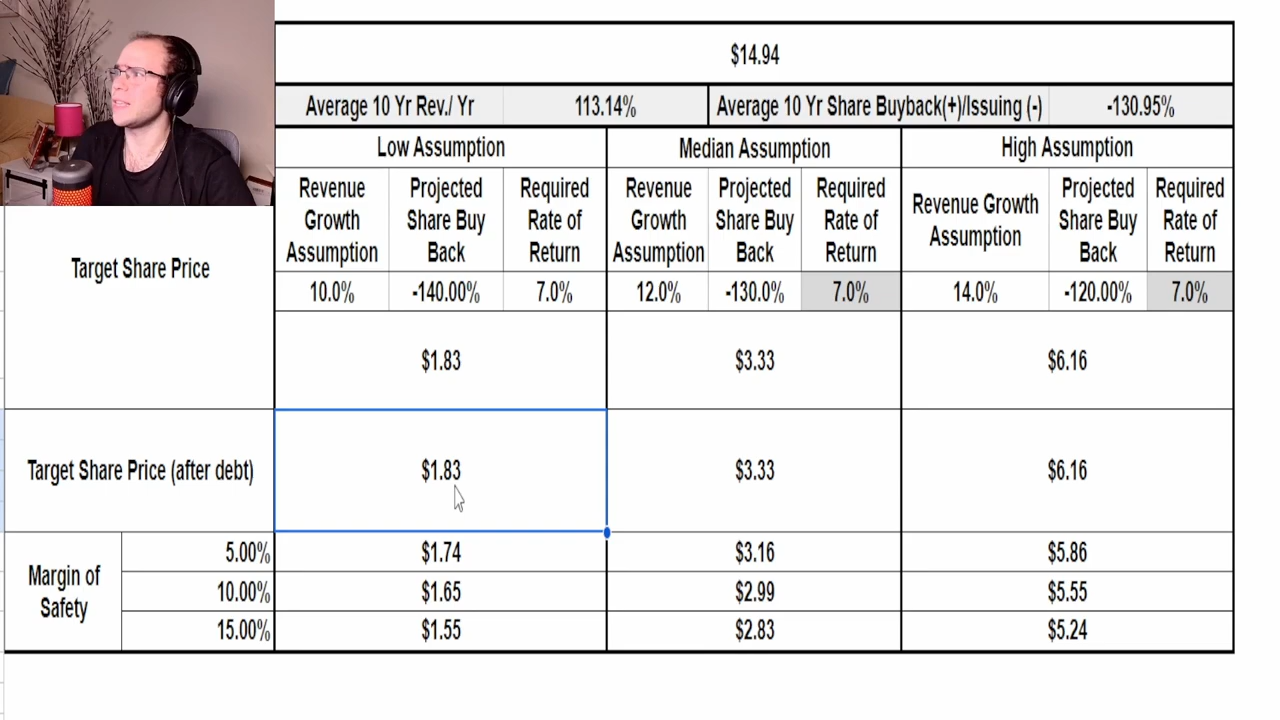 $14.94
Average 10 Yr Rev./ Yr 113.14% Average 10 Yr Share Buyback(+)/Issuing (-) -130.95%
Low Assumption Median Assumption High Assumption
Target Share Price
Revenue Growth Assumption Projected Share Buy Back Required Rate of Return Revenue Growth Assumption Projected Share Buy Back Required Rate of Return Revenue Growth Assumption Projected Share Buy Back Required Rate of Return
10.0% -140.00% 7.0% 12.0% -130.0% 7.0% 14.0% -120.00% 7.0%
$1.83 $3.33 $6.16
Target Share Price (after debt) $1.83 $3.33 $6.16
Margin of Safety
5.00% $1.74 $3.16 $5.86
10.00% $1.65 $2.99 $5.55
15.00% $1.55 $2.83 $5.24